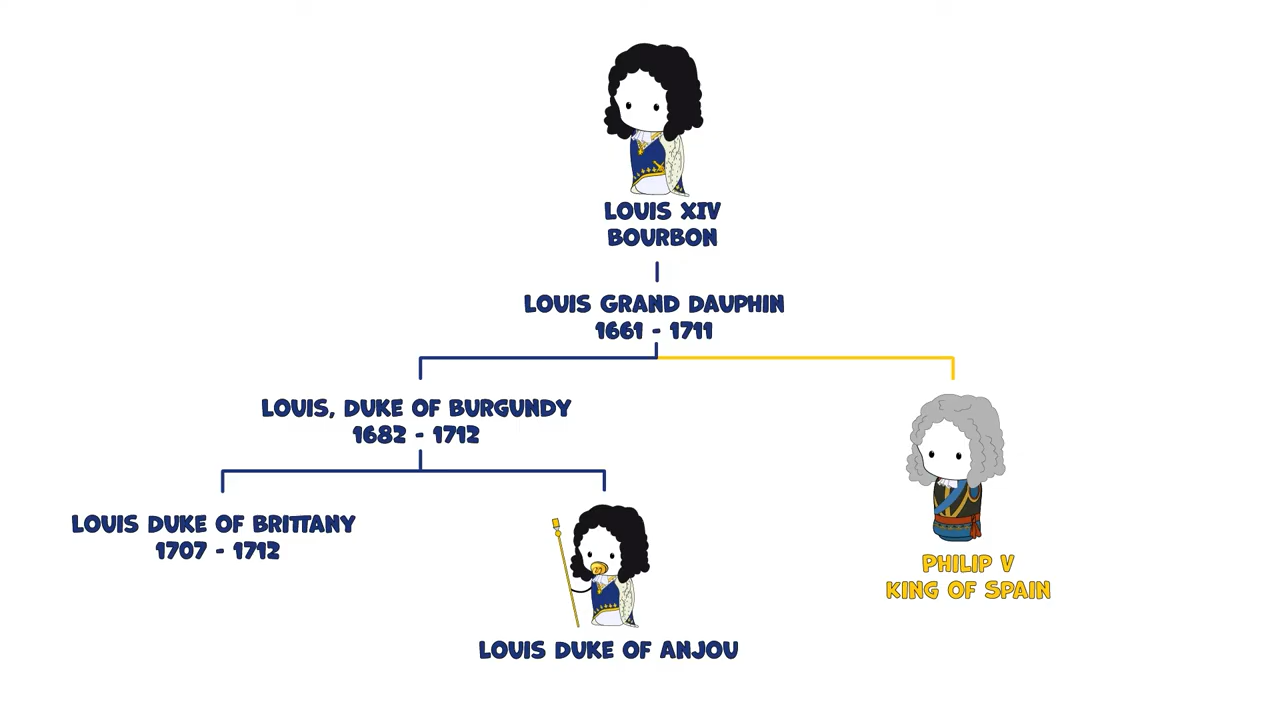 LOUIS XIV
BOURBON
LOUIS GRAND DAUPHIN
1661 - 1711
LOUIS, DUKE OF BURGUNDY
1682 - 1712
LOUIS DUKE OF BRITTANY
1707 - 1712
PHILIP V
KING OF SPAIN
LOUIS DUKE OF ANJOU